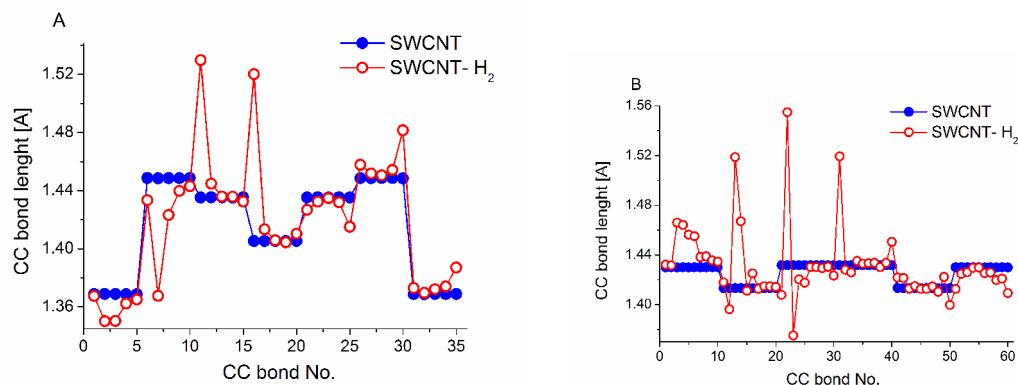 A
SWCNT
SWCNT- H2
1.52
1.48
1.44
1.40
1.36
CC bond lenght [A]
0 5 10 15 20 25 30 35
CC bond No.
B
SWCNT
SWCNT- H2
1.56
1.52
1.48
1.44
1.40
CC bond lenght [A]
0 10 20 30 40 50 60
CC bond No.